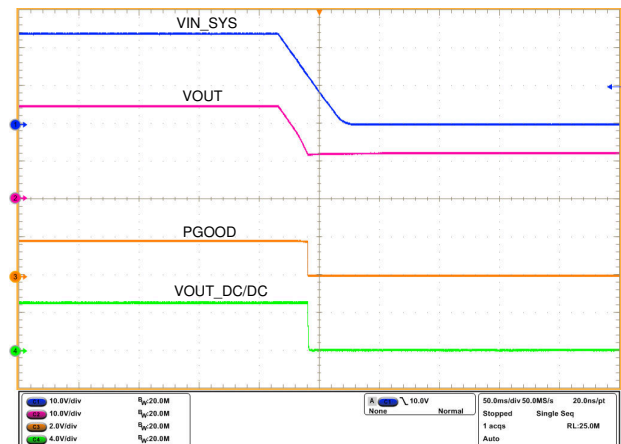 VIN_SYS
VOUT
PGOOD
VOUT_DC/DC
1
2
3
4
10.0V/div BW:20.0M
10.0V/div BW:20.0M
2.0V/div BW:20.0M
4.0V/div BW:20.0M
A 10.0V
None Normal
50.0ms/div 50.0MS/s 20.0ns/pt
Stopped Single Seq
1 acqs RL:25.0M
Auto